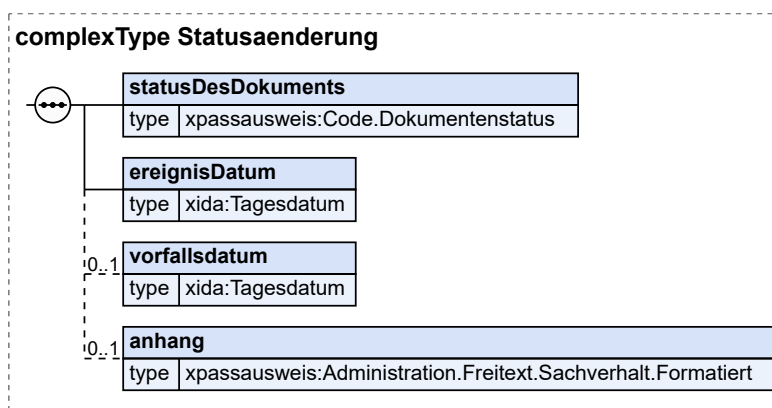 complexType Statusaenderung
statusDesDokuments
type xpassausweis:Code.Dokumentenstatus
ereignisDatum
type xida:Tagesdatum
0..1 vorfallsdatum
type xida:Tagesdatum
0..1 anhang
type xpassausweis:Administration.Freitext.Sachverhalt.Formatiert